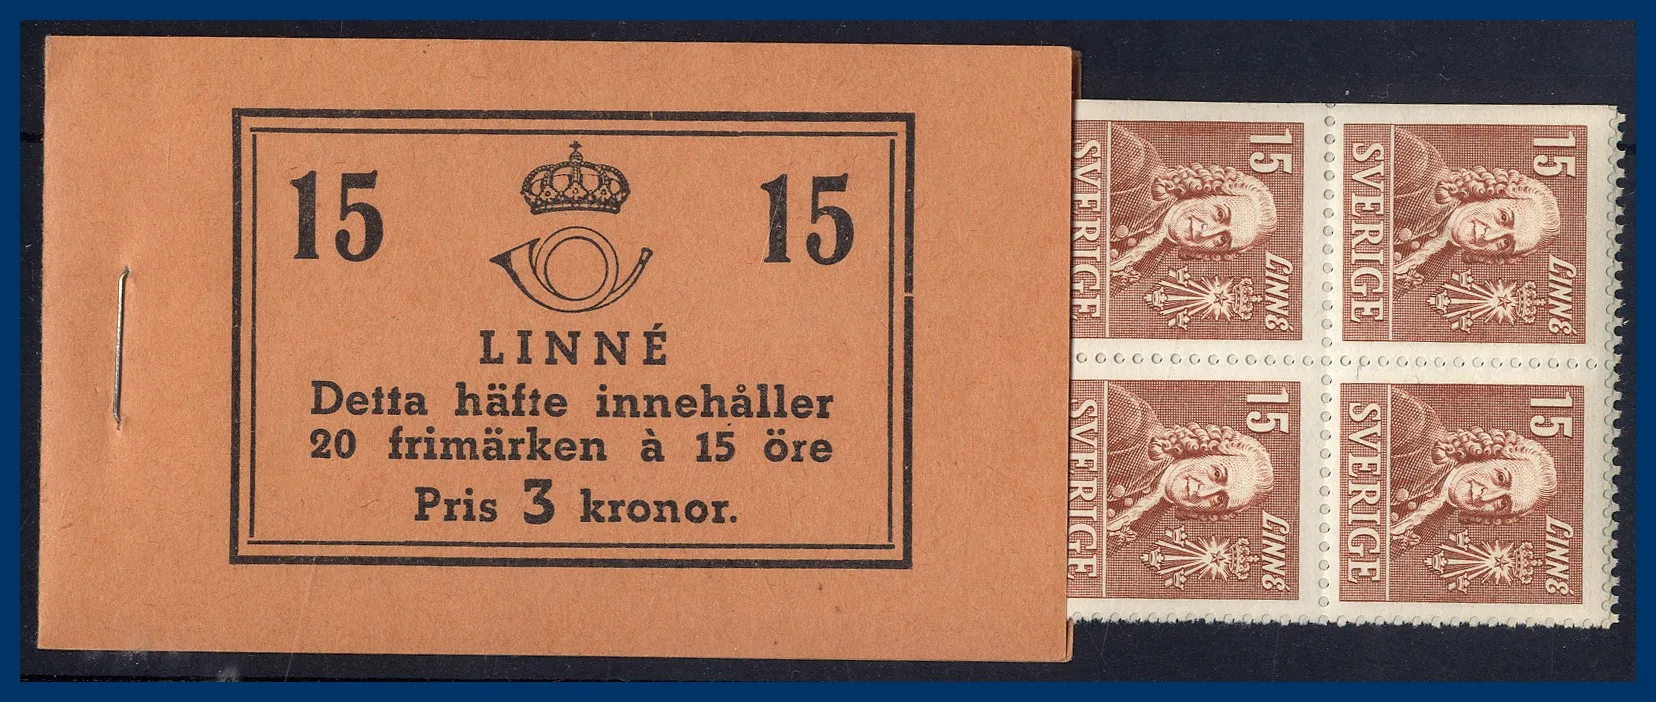 15 15
LINNÉ
Detta häfte innehåller
20 frimärken à 15 öre
Pris 3 kronor.
15
SVERIGE
LINNÉ
15
SVERIGE
LINNÉ
15
SVERIGE
LINNÉ
15
SVERIGE
LINNÉ